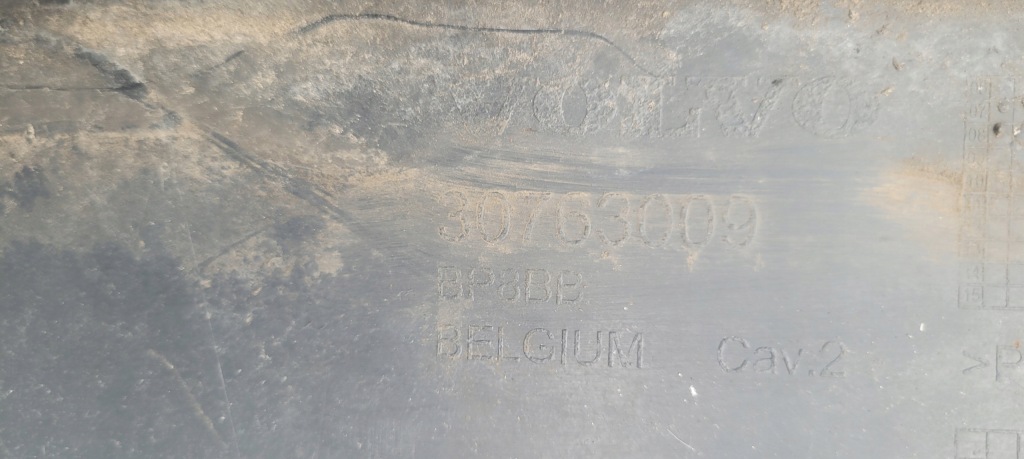 VOLVO
30763009
BP8BB
BELGIUM Cav.2
>P